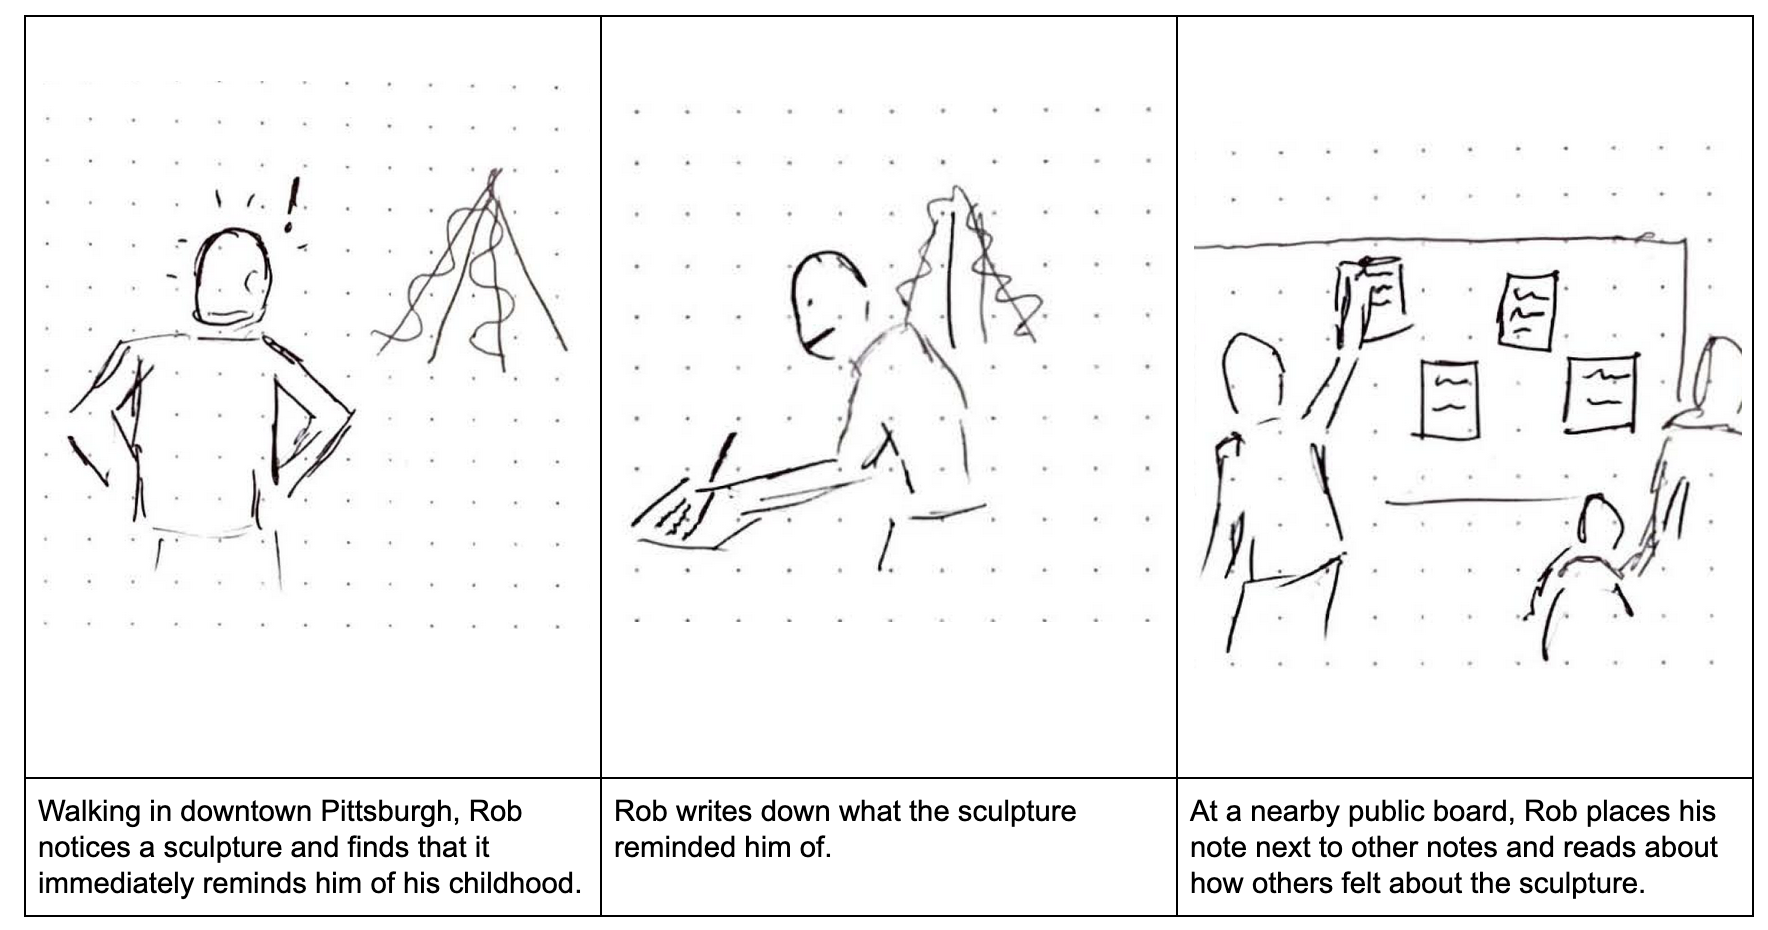 !
Walking in downtown Pittsburgh, Rob
notices a sculpture and finds that it
immediately reminds him of his childhood.
Rob writes down what the sculpture
reminded him of.
At a nearby public board, Rob places his
note next to other notes and reads about
how others felt about the sculpture.